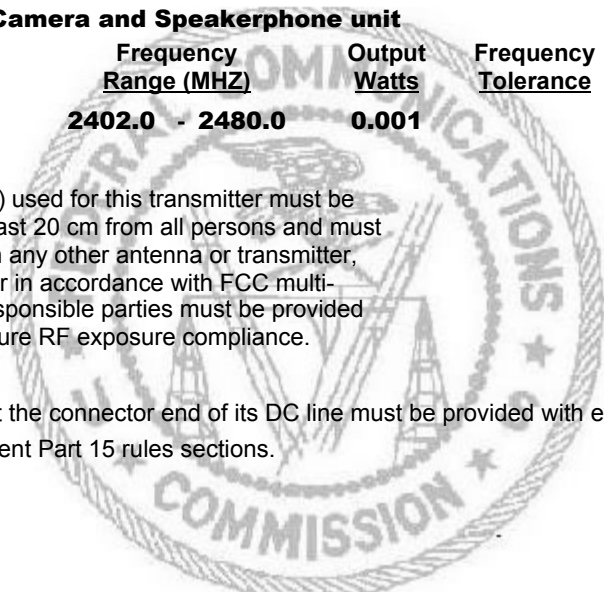 Camera and Speakerphone unit
Frequency Output Frequency
Range (MHZ) Watts Tolerance
2402.0 - 2480.0 0.001
) used for this transmitter must be
ast 20 cm from all persons and must
any other antenna or transmitter,
r in accordance with FCC multi-
sponsible parties must be provided
ure RF exposure compliance.
t the connector end of its DC line must be provided with e
ent Part 15 rules sections.
FEDERAL COMMUNICATIONS
COMMISSION
U